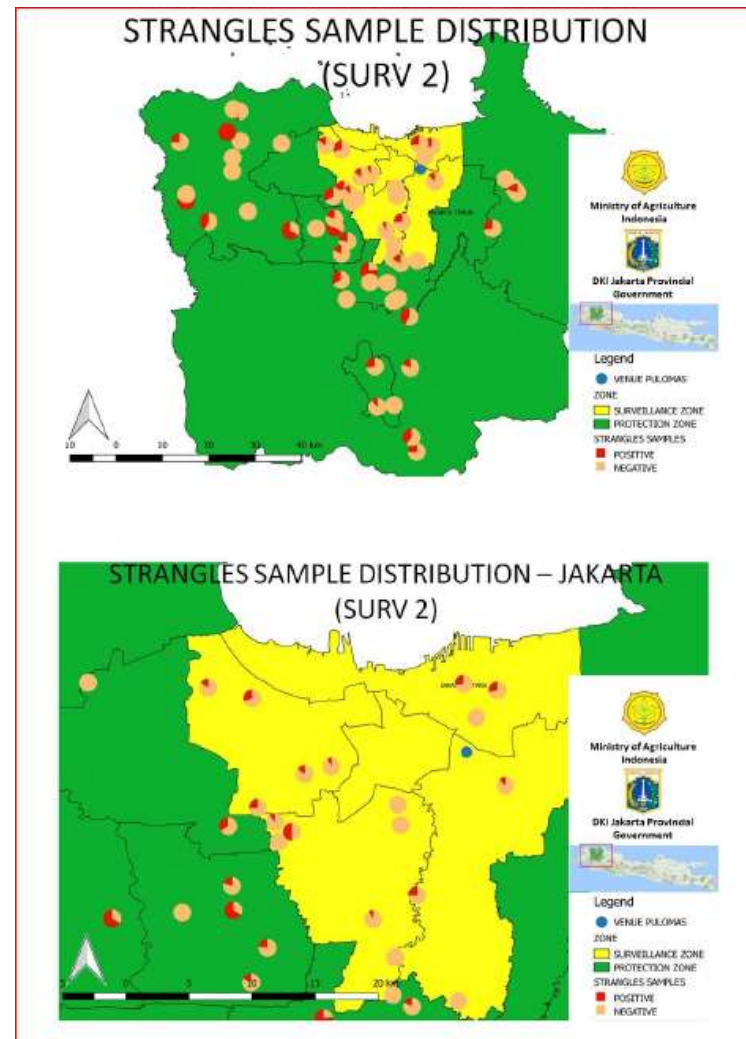 STRANGLES SAMPLE DISTRIBUTION
(SURV 2)
Ministry of Agriculture
Indonesia
DKI Jakarta Provincial
Government
Legend
VENUE PULOMAS
ZONE
SURVEILLANCE ZONE
PROTECTION ZONE
STRANGLES SAMPLES
POSITIVE
NEGATIVE
10 0 10 20 30 40 km
STRANGLES SAMPLE DISTRIBUTION – JAKARTA
(SURV 2)
Ministry of Agriculture
Indonesia
DKI Jakarta Provincial
Government
Legend
VENUE PULOMAS
ZONE
SURVEILLANCE ZONE
PROTECTION ZONE
STRANGLES SAMPLES
POSITIVE
NEGATIVE
5 0 5 10 15 20 km